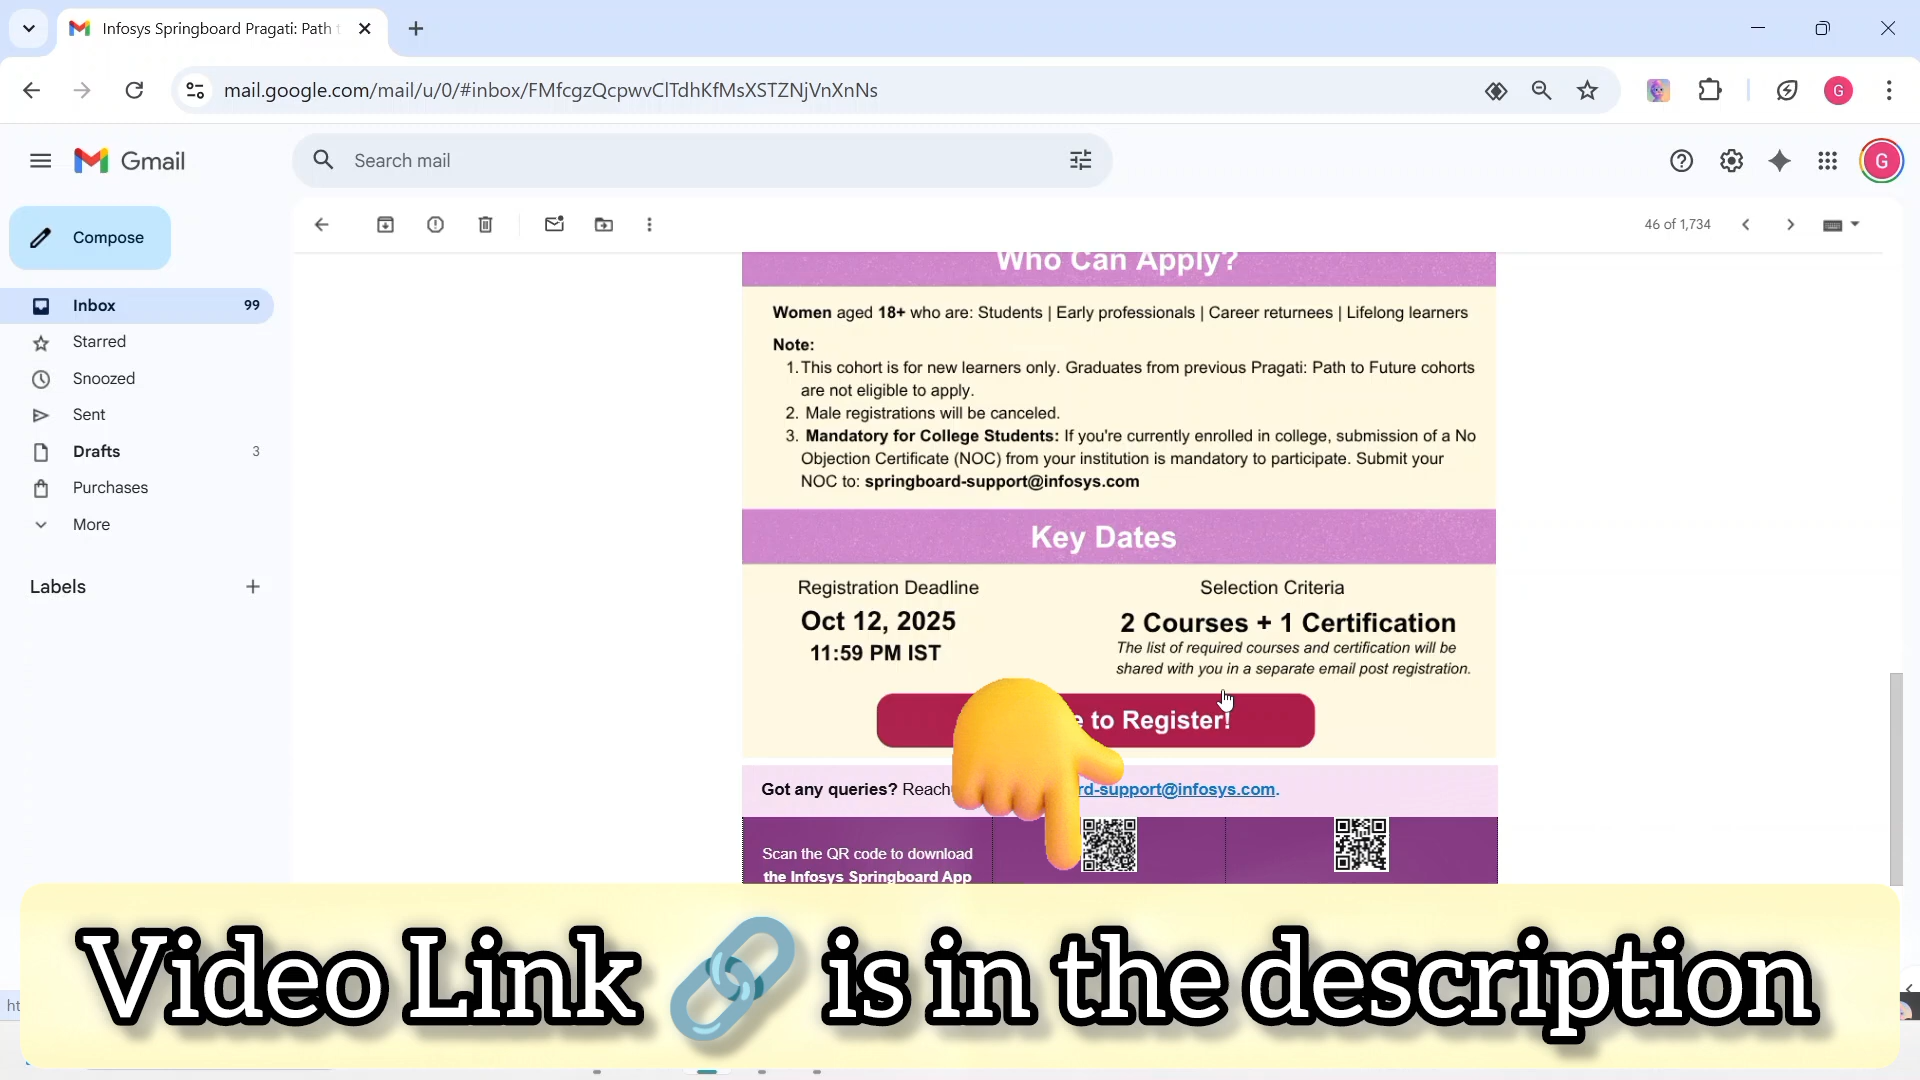 Infosys Springboard Pragati: Path t
mail.google.com/mail/u/0/#inbox/FMfcgzQcpwvClTdhKfMsXSTZNjVnXnNs
G
Gmail
Search mail
G
Compose
46 of 1,734
Inbox 99
Starred
Snoozed
Sent
Drafts 3
Purchases
More
Labels
Who Can Apply?
Women aged 18+ who are: Students | Early professionals | Career returnees | Lifelong learners
Note:
1. This cohort is for new learners only. Graduates from previous Pragati: Path to Future cohorts
are not eligible to apply.
2. Male registrations will be canceled.
3. Mandatory for College Students: If you're currently enrolled in college, submission of a No
Objection Certificate (NOC) from your institution is mandatory to participate. Submit your
NOC to: springboard-support@infosys.com
Key Dates
Registration Deadline
Oct 12, 2025
11:59 PM IST
Selection Criteria
2 Courses + 1 Certification
The list of required courses and certification will be
shared with you in a separate email post registration.
e to Register!
Got any queries? Reach rd-support@infosys.com.
Scan the QR code to download
the Infosys Springboard App
ht
Video Link is in the description